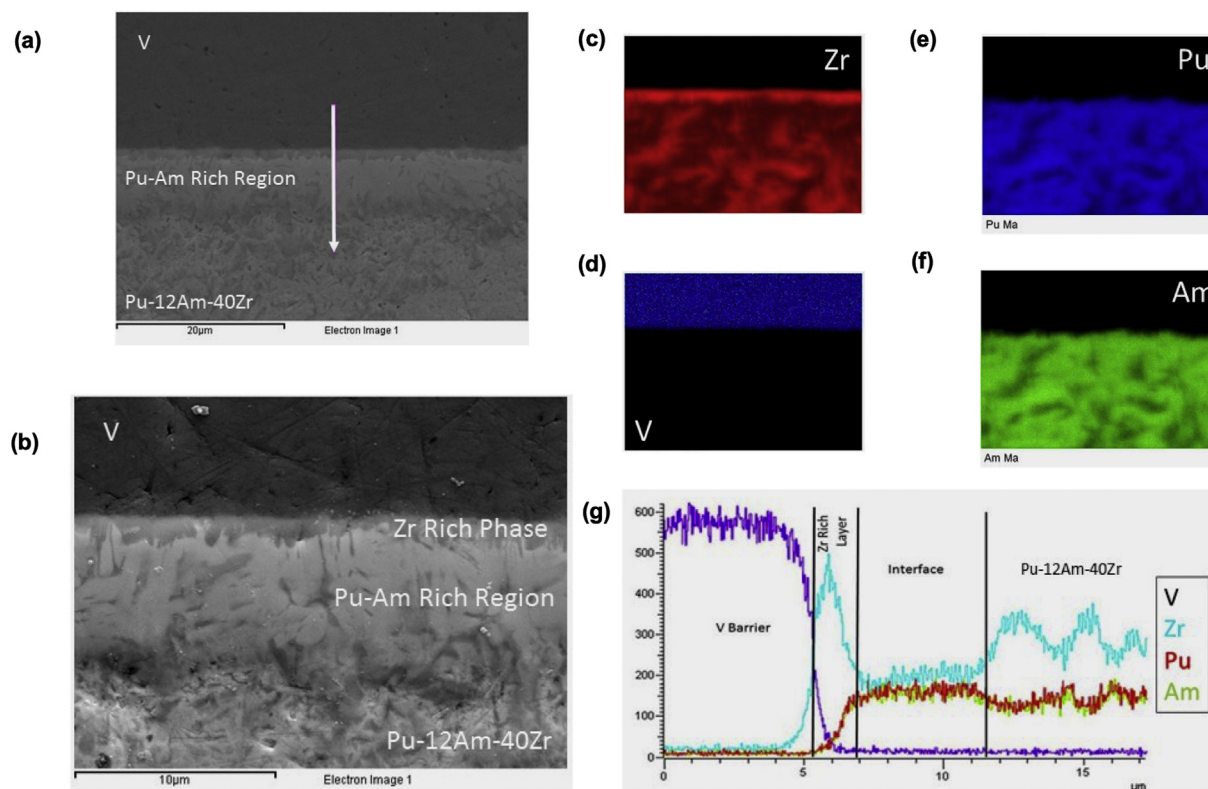 (a)
V
Pu-Am Rich Region
Pu-12Am-40Zr
20μm
Electron Image 1
(b)
V
Zr Rich Phase
Pu-Am Rich Region
Pu-12Am-40Zr
10μm
Electron Image 1
(c)
Zr
(d)
V
(e)
Pu
Pu Ma
(f)
Am
Am Ma
(g)
600
500
400
300
200
100
0
0
5
10
15
μm
V Barrier
Zr Rich
Layer
Interface
Pu-12Am-40Zr
V
Zr
Pu
Am